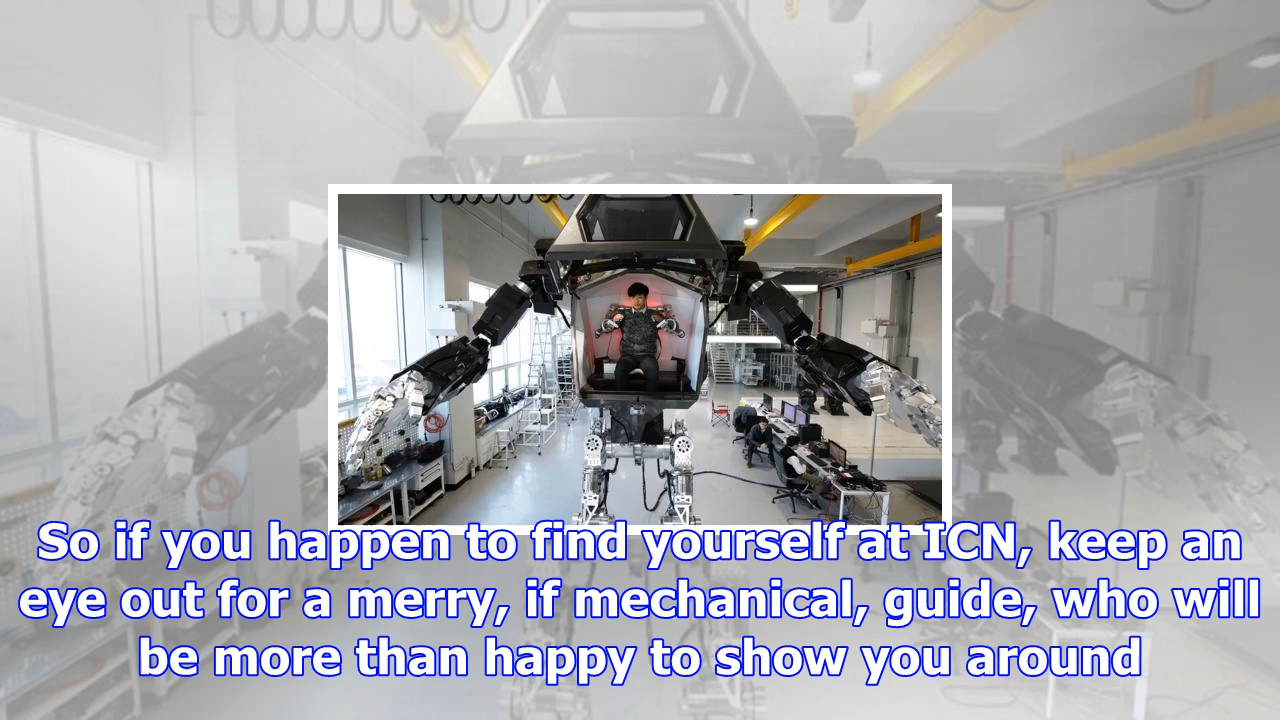 So if you happen to find yourself at ICN, keep an
eye out for a merry, if mechanical, guide, who will
be more than happy to show you around